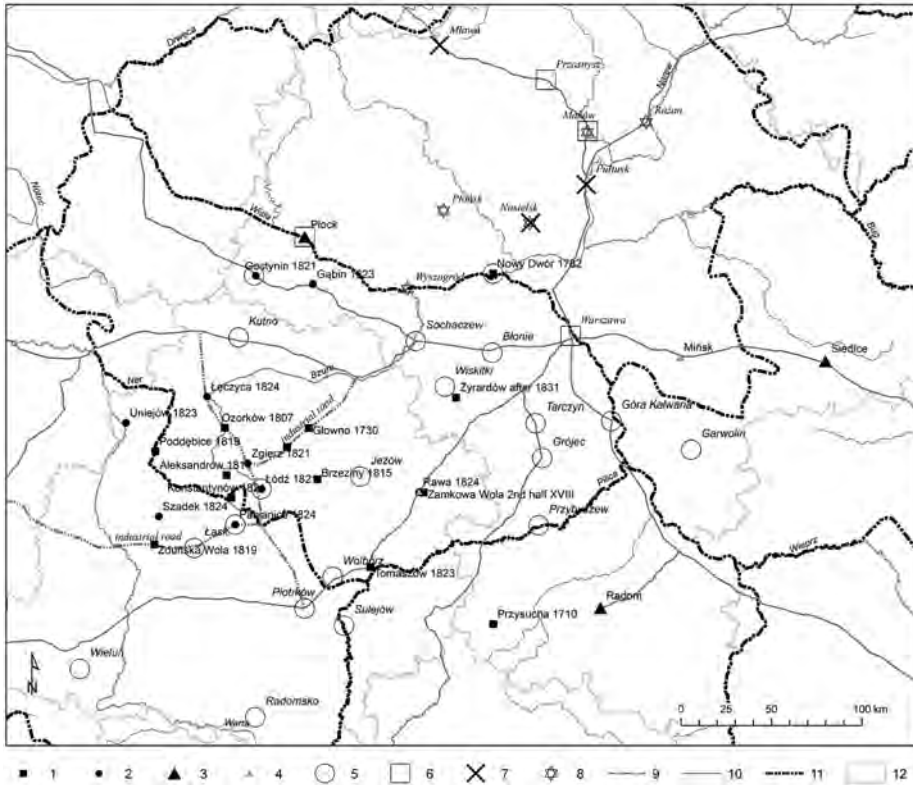 Drwęca
Mława
Przasnysz
Narew
Maków
Różan
Noteć
Pułtusk
Płońsk
Nasielsk
Wisła
Płock
Bug
Gostynin 1821
Gąbin 1823
Wyszogród
Nowy Dwór 1782
Kutno
Sochaczew
Błonie
Warszawa
Mińsk
Siedlce
Bzura
Ner
Wiskitki
Żyrardów after 1831
Łęczyca 1824
Uniejów 1823
Ozorków 1807
Industrial road
Głowno 1730
Tarczyn
Góra Kalwaria
Poddębice 1819
Zgierz 1821
Grójec
Garwolin
Aleksandrów
Łódź
Brzeziny 1815
Jeżów
Pilica
Konstantynów
Rawa 1824
Zamkowa Wola 2nd half XVIII
Szadek 1824
Pabianice 1824
Przybyszew
industrial road
Łask
Zduńska Wola 1819
Wieprz
Wolbórz
Tomaszów 1823
Piotrków
Radom
Sulejów
Przysucha 1710
Wieluń
N
Radomsko
Warta
0 25 50 100 km
1 2 3 4 5 6 7 8 9 10 11 12